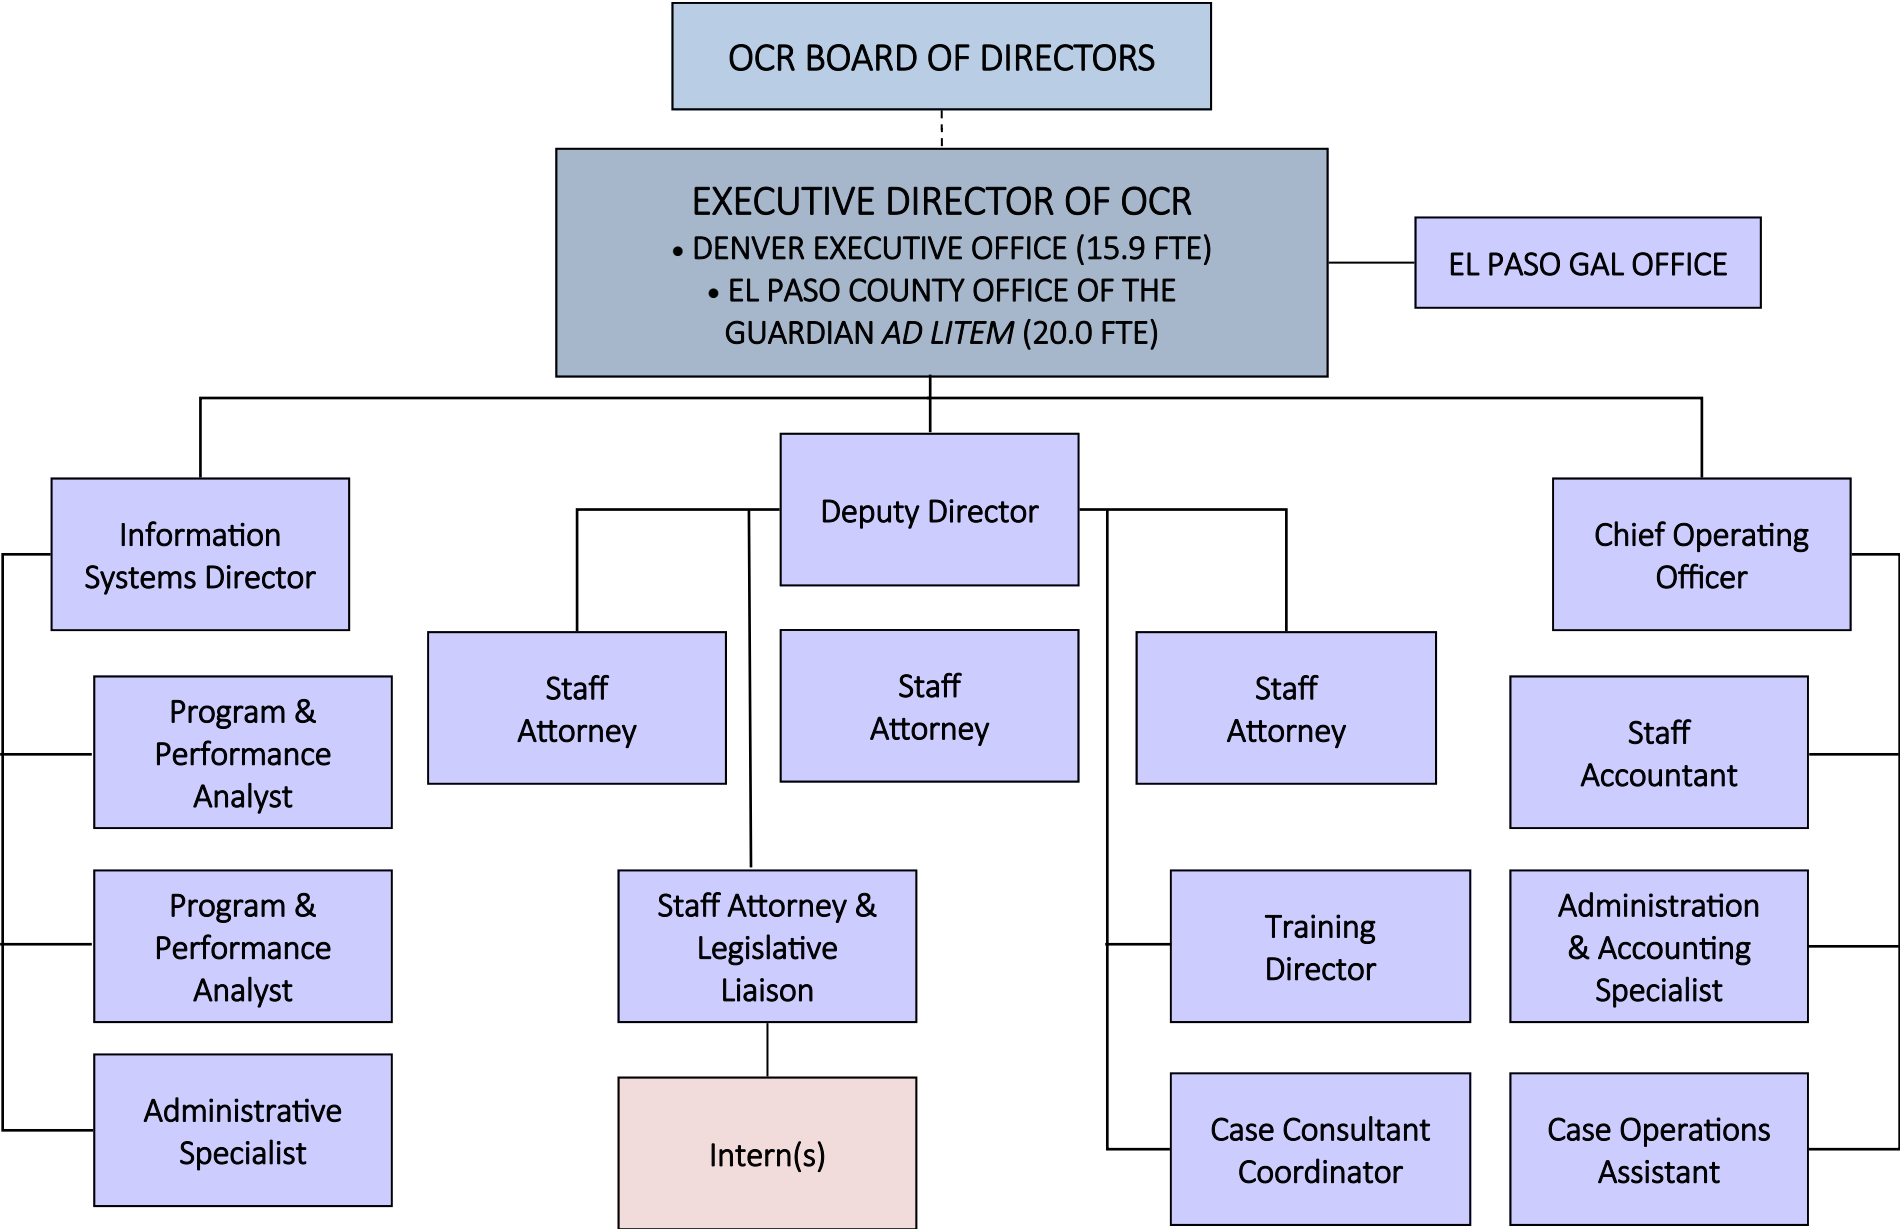 OCR BOARD OF DIRECTORS
EXECUTIVE DIRECTOR OF OCR
• DENVER EXECUTIVE OFFICE (15.9 FTE)
• EL PASO COUNTY OFFICE OF THE
GUARDIAN AD LITEM (20.0 FTE)
EL PASO GAL OFFICE
Information
Systems Director
Deputy Director
Chief Operating
Officer
Program &
Performance
Analyst
Staff
Attorney
Staff
Attorney
Staff
Attorney
Staff
Accountant
Program &
Performance
Analyst
Staff Attorney &
Legislative
Liaison
Training
Director
Administration
& Accounting
Specialist
Administrative
Specialist
Intern(s)
Case Consultant
Coordinator
Case Operations
Assistant